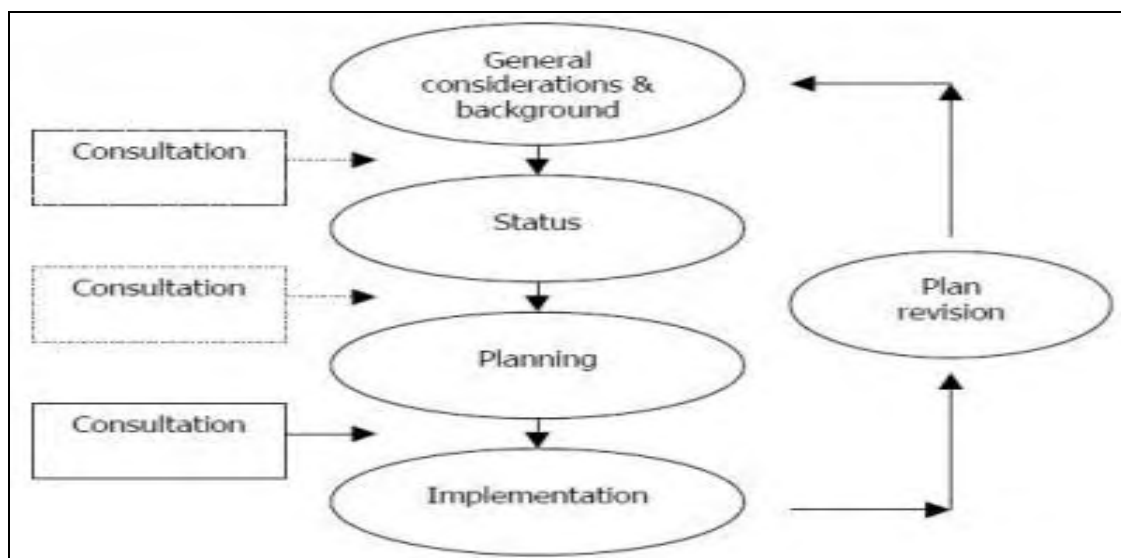 General
considerations &
background
Consultation
Status
Consultation
Plan
revision
Planning
Consultation
Implementation